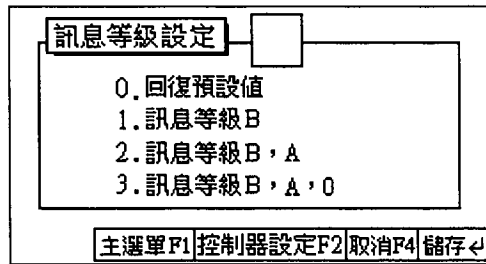 訊息等級設定
0.回復預設值
1.訊息等級B
2.訊息等級B，A
3.訊息等級B，A，0
主選單F1 控制器設定F2 取消F4 儲存↵